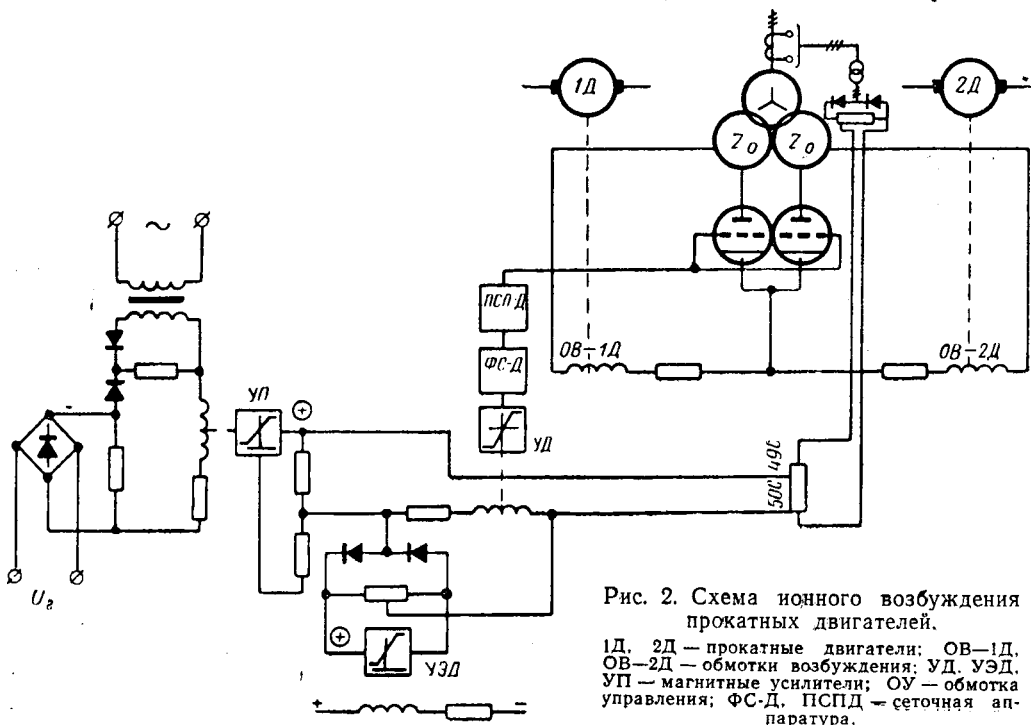 1Д
2Д
Z₀
Z₀
ПСП-Д
ФС-Д
УД
ОВ-1Д
ОВ-2Д
~
УП
+
50С 49С
-
U₂
+
УЭД
+
-
Рис. 2. Схема ионного возбуждения
прокатных двигателей.
1Д, 2Д — прокатные двигатели; ОВ—1Д,
ОВ—2Д — обмотки возбуждения; УД. УЭД,
УП — магнитные усилители; ОУ — обмотка
управления; ФС-Д, ПСПД — сеточная ап-
паратура.